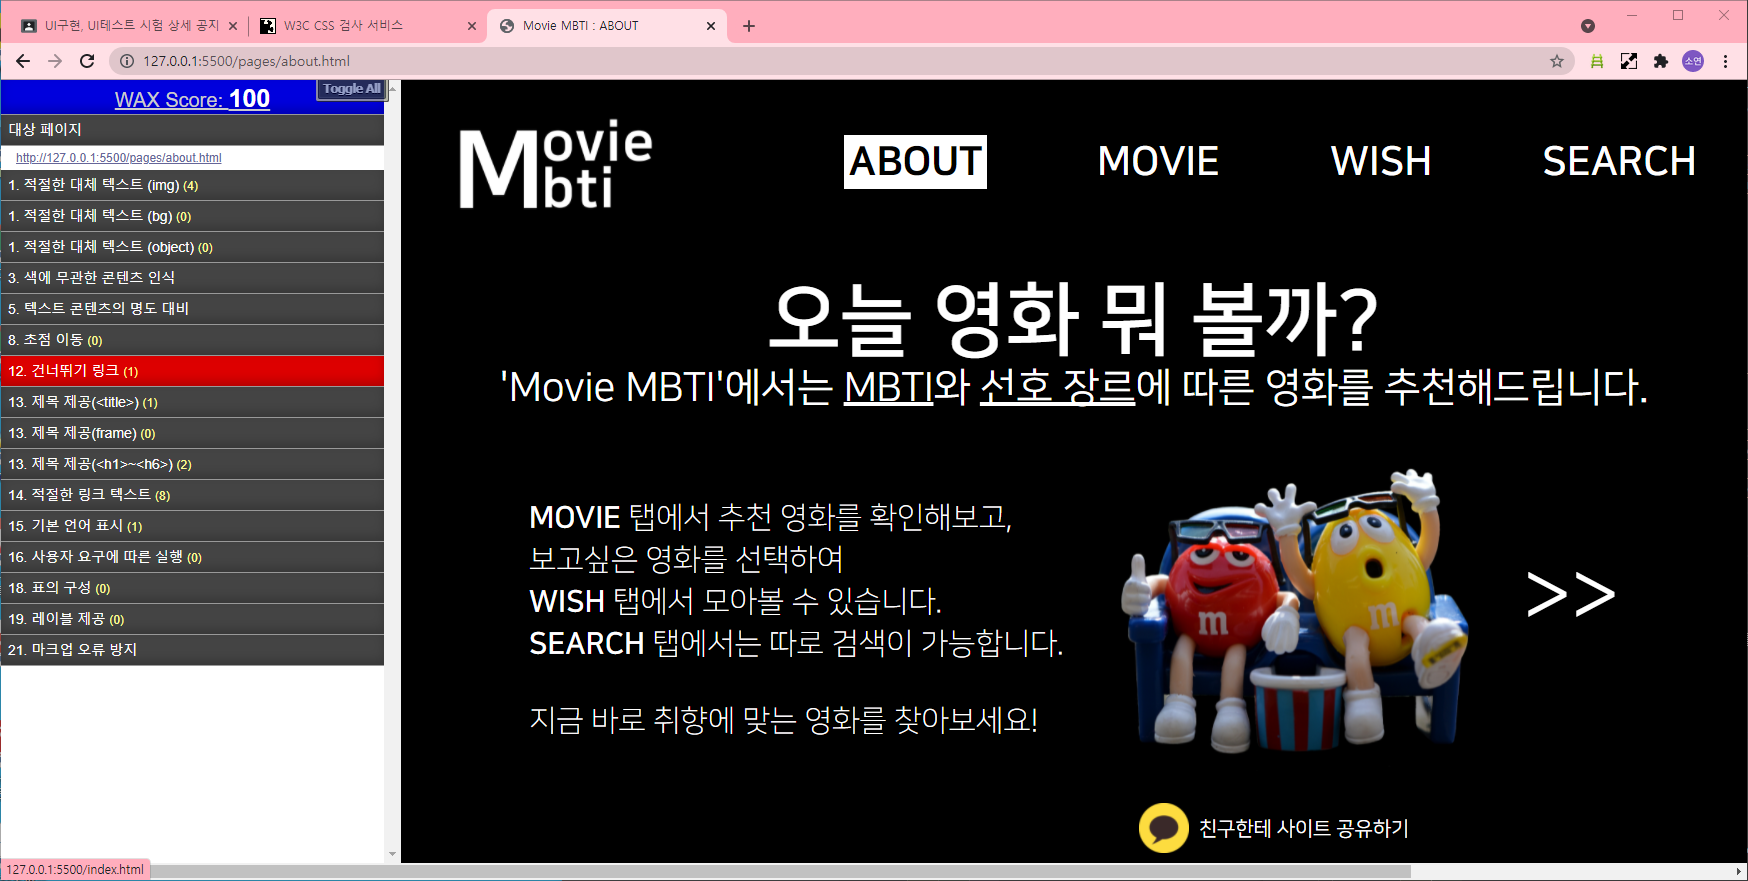 UI구현, UI테스트 시험 상세 공지
W3C CSS 검사 서비스
Movie MBTI : ABOUT
127.0.0.1:5500/pages/about.html
소연
WAX Score: 100
Toggle All
대상 페이지
http://127.0.0.1:5500/pages/about.html
1. 적절한 대체 텍스트 (img) (4)
1. 적절한 대체 텍스트 (bg) (0)
1. 적절한 대체 텍스트 (object) (0)
3. 색에 무관한 콘텐츠 인식
5. 텍스트 콘텐츠의 명도 대비
8. 초점 이동 (0)
12. 건너뛰기 링크 (1)
13. 제목 제공(<title>) (1)
13. 제목 제공(frame) (0)
13. 제목 제공(<h1>~<h6>) (2)
14. 적절한 링크 텍스트 (8)
15. 기본 언어 표시 (1)
16. 사용자 요구에 따른 실행 (0)
18. 표의 구성 (0)
19. 레이블 제공 (0)
21. 마크업 오류 방지
Movie
Mbti
ABOUT
MOVIE
WISH
SEARCH
오늘 영화 뭐 볼까?
'Movie MBTI'에서는 MBTI와 선호 장르에 따른 영화를 추천해드립니다.
MOVIE 탭에서 추천 영화를 확인해보고,
보고싶은 영화를 선택하여
WISH 탭에서 모아볼 수 있습니다.
SEARCH 탭에서는 따로 검색이 가능합니다.
지금 바로 취향에 맞는 영화를 찾아보세요!
m
m
>>
친구한테 사이트 공유하기
127.0.0.1:5500/index.html